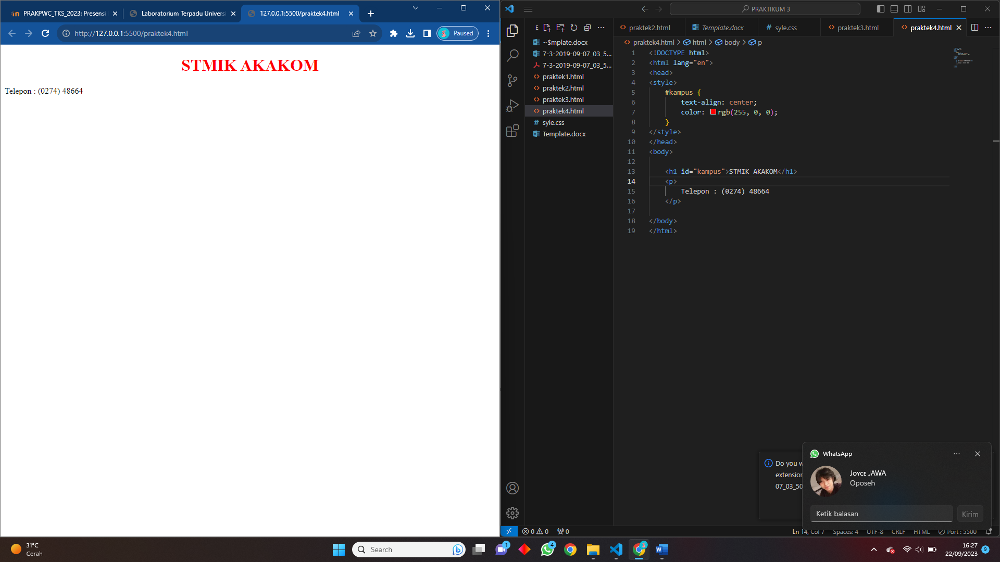 PRAKPWC_TKS_2023: Presensi
Laboratorium Terpadu Univers
127.0.0.1:5500/praktek4.html
http://127.0.0.1:5500/praktek4.html
Paused
STMIK AKAKOM
Telepon : (0274) 48664
PRAKTIKUM 3
E
~$mplate.docx
7-3-2019-09-07_03_5...
7-3-2019-09-07_03_5...
praktek1.html
praktek2.html
praktek3.html
praktek4.html
# syle.css
Template.docx
praktek2.html
Template.docx
# syle.css
praktek3.html
praktek4.html
praktek4.html > html > body > p
1 <!DOCTYPE html>
2 <html lang="en">
3 <head>
4 <style>
5 #kampus {
6 text-align: center;
7 color: rgb(255, 0, 0);
8 }
9 </style>
10 </head>
11 <body>
12
13 <h1 id="kampus">STMIK AKAKOM</h1>
14 <p>
15 Telepon : (0274) 48664
16 </p>
17
18 </body>
19 </html>
Do you w
extension
07_03_50
WhatsApp
Joyce JAWA
Oposeh
Ketik balasan
Kirim
0 0 0
Ln 14, Col 7 Spaces: 4 UTF-8 CRLF HTML Port : 5500
31°C
Cerah
Search
1
4
16:27
22/09/2023
9